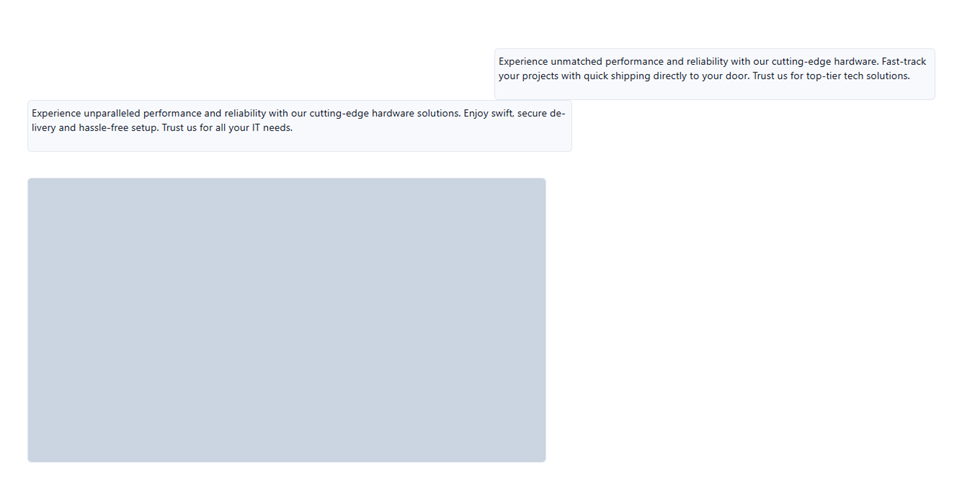 Experience unmatched performance and reliability with our cutting-edge hardware. Fast-track
your projects with quick shipping directly to your door. Trust us for top-tier tech solutions.
Experience unparalleled performance and reliability with our cutting-edge hardware solutions. Enjoy swift, secure de-
livery and hassle-free setup. Trust us for all your IT needs.